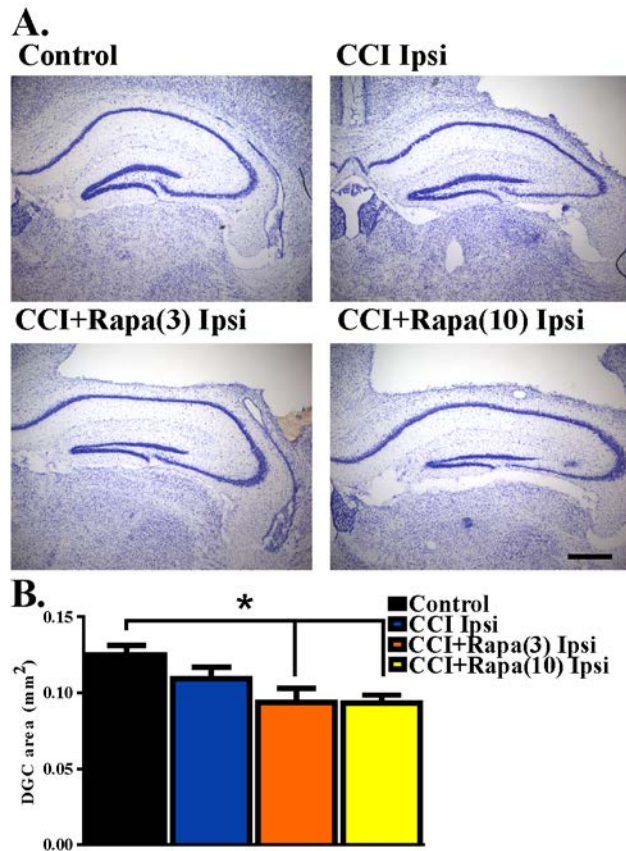 A.
Control
CCI Ipsi
CCI+Rapa(3) Ipsi
CCI+Rapa(10) Ipsi
B.
0.15
0.10
0.05
0.00
DGC area (mm²)
*
Control
CCI Ipsi
CCI+Rapa(3) Ipsi
CCI+Rapa(10) Ipsi